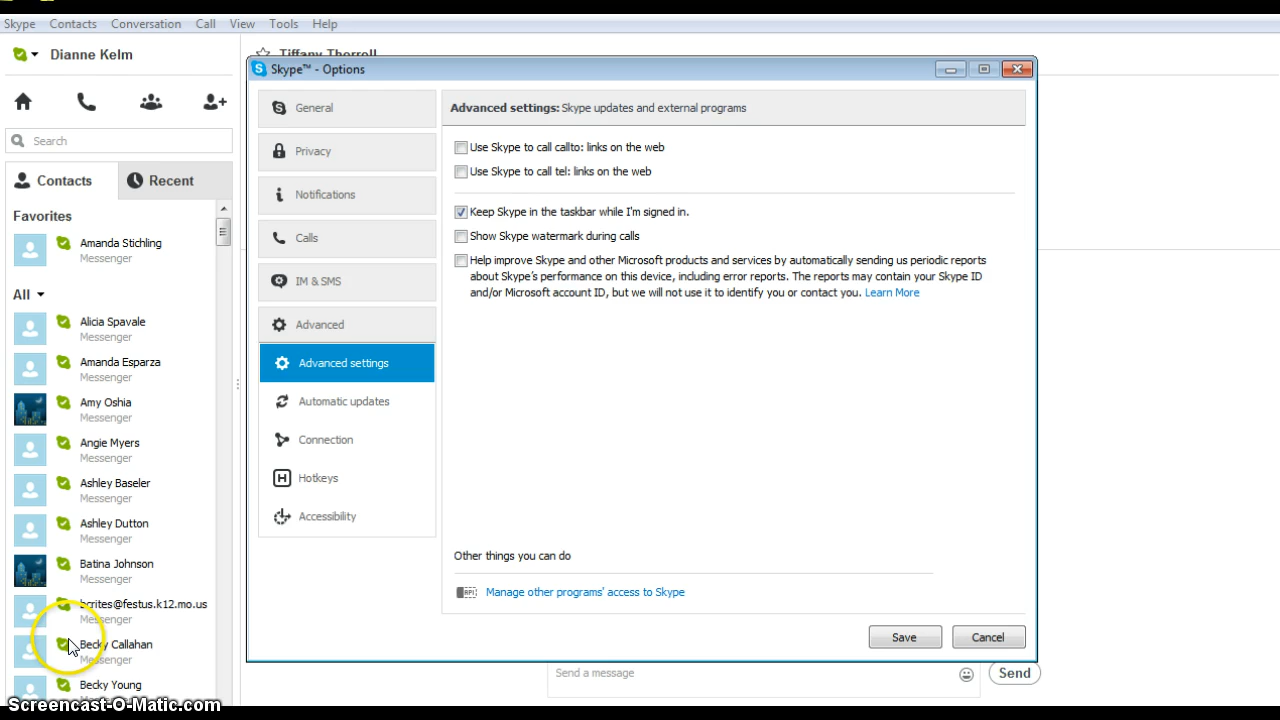 Skype Contacts Conversation Call View Tools Help
Dianne Kelm
Search
Contacts Recent
Favorites
Amanda Stichling
Messenger
All
Alicia Spavale
Messenger
Amanda Esparza
Messenger
Amy Oshia
Messenger
Angie Myers
Messenger
Ashley Baseler
Messenger
Ashley Dutton
Messenger
Batina Johnson
Messenger
bcrites@festus.k12.mo.us
Messenger
Becky Callahan
Messenger
Becky Young
Tiffany Thorroll
Skype™ - Options
General
Privacy
Notifications
Calls
IM & SMS
Advanced
Advanced settings
Automatic updates
Connection
Hotkeys
Accessibility
Advanced settings: Skype updates and external programs
Use Skype to call callto: links on the web
Use Skype to call tel: links on the web
Keep Skype in the taskbar while I'm signed in.
Show Skype watermark during calls
Help improve Skype and other Microsoft products and services by automatically sending us periodic reports
about Skype's performance on this device, including error reports. The reports may contain your Skype ID
and/or Microsoft account ID, but we will not use it to identify you or contact you. Learn More
Other things you can do
API Manage other programs' access to Skype
Save Cancel
Send a message
Send
Screencast-O-Matic.com